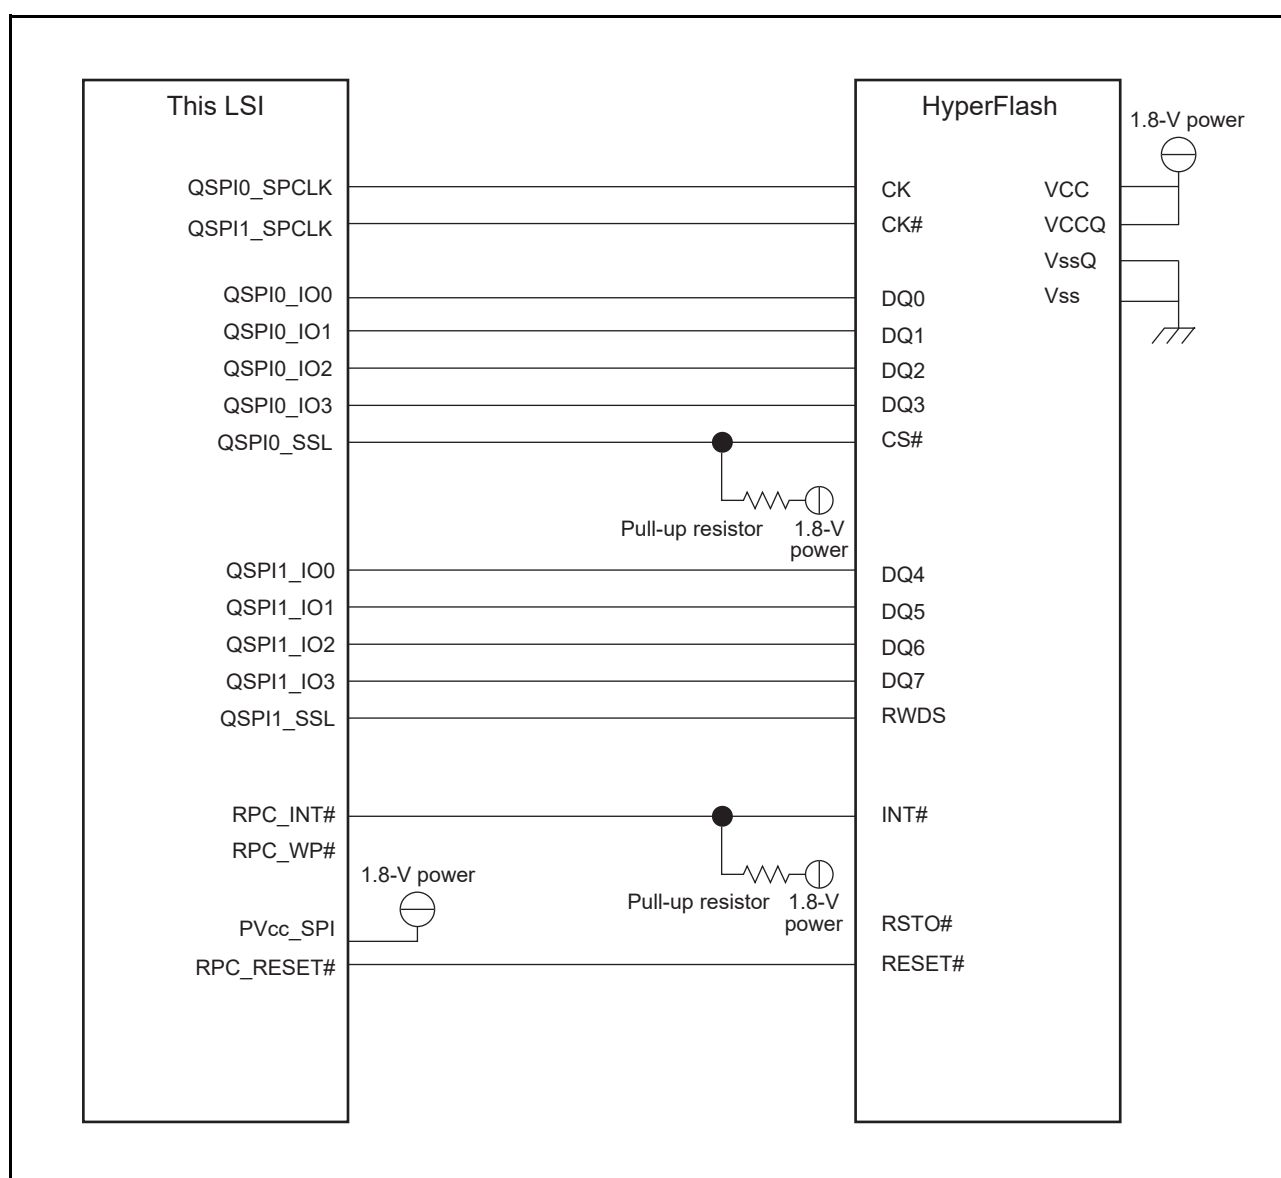 This LSI
HyperFlash
1.8-V power
QSPI0_SPCLK
CK
VCC
QSPI1_SPCLK
CK#
VCCQ
VssQ
QSPI0_IO0
DQ0
Vss
QSPI0_IO1
DQ1
QSPI0_IO2
DQ2
QSPI0_IO3
DQ3
QSPI0_SSL
CS#
Pull-up resistor
1.8-V
power
QSPI1_IO0
DQ4
QSPI1_IO1
DQ5
QSPI1_IO2
DQ6
QSPI1_IO3
DQ7
QSPI1_SSL
RWDS
RPC_INT#
INT#
RPC_WP#
1.8-V power
Pull-up resistor
1.8-V
power
PVcc_SPI
RSTO#
RPC_RESET#
RESET#